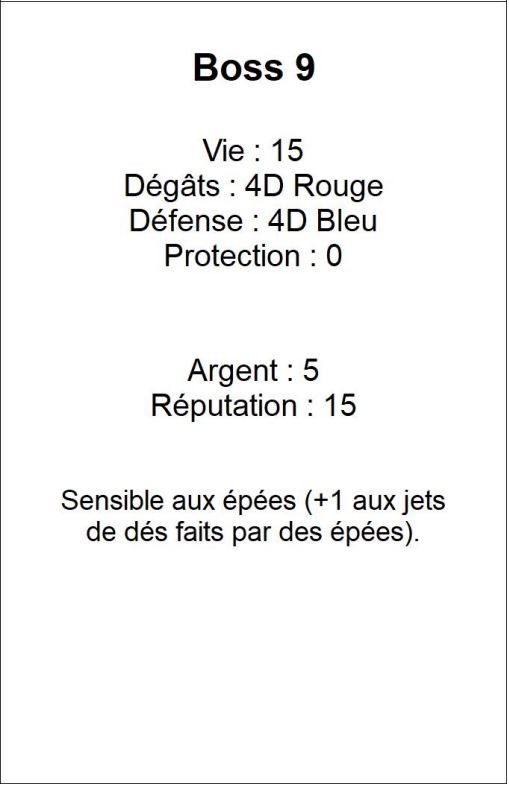 Boss 9
Vie : 15
Dégâts : 4D Rouge
Défense : 4D Bleu
Protection : 0
Argent : 5
Réputation : 15
Sensible aux épées (+1 aux jets
de dés faits par des épées).